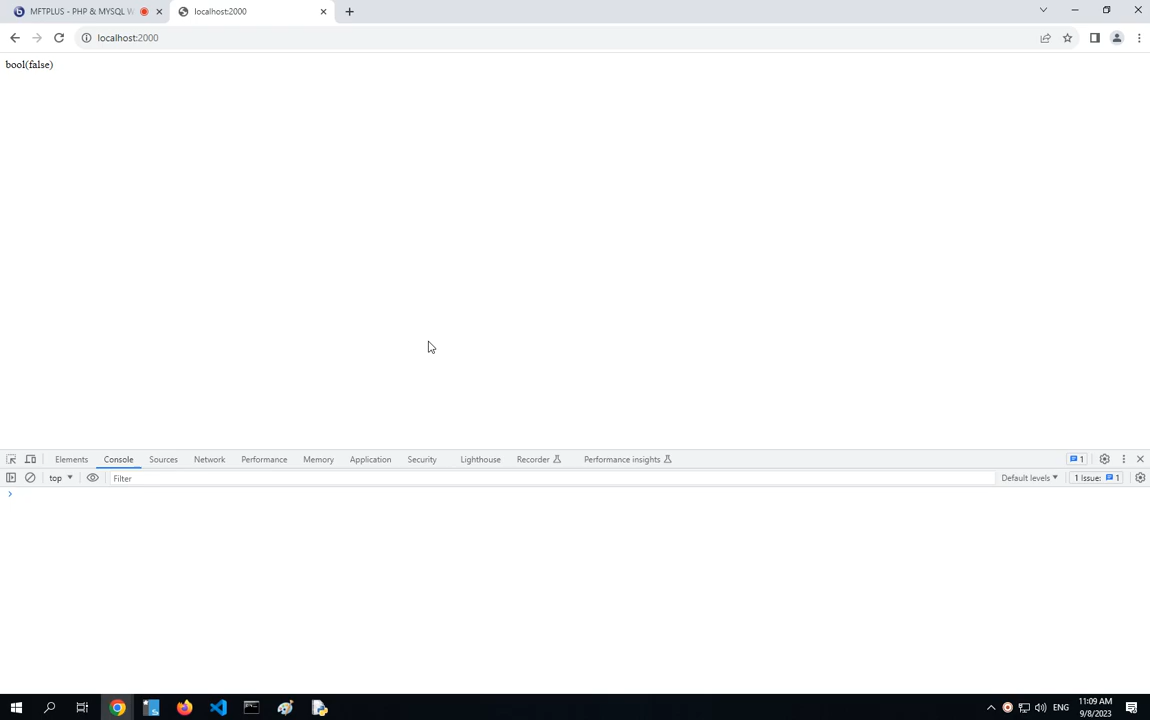 MFTPLUS - PHP & MYSQL W
localhost:2000
localhost:2000
bool(false)
Elements Console Sources Network Performance Memory Application Security Lighthouse Recorder Performance insights 1
top Filter Default levels 1 Issue: 1
ENG
11:09 AM
9/8/2023